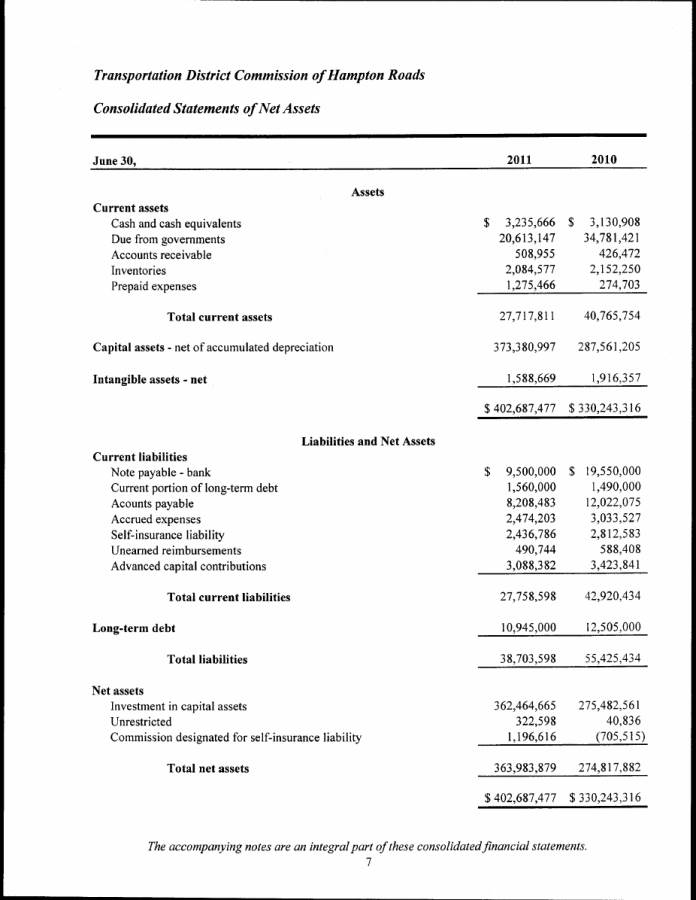 Transportation District Commission of Hampton Roads
Consolidated Statements of Net Assets
June 30, 2011 2010
Assets
Current assets
Cash and cash equivalents $ 3,235,666 $ 3,130,908
Due from governments 20,613,147 34,781,421
Accounts receivable 508,955 426,472
Inventories 2,084,577 2,152,250
Prepaid expenses 1,275,466 274,703
Total current assets 27,717,811 40,765,754
Capital assets - net of accumulated depreciation 373,380,997 287,561,205
Intangible assets - net 1,588,669 1,916,357
$ 402,687,477 $ 330,243,316
Liabilities and Net Assets
Current liabilities
Note payable - bank $ 9,500,000 $ 19,550,000
Current portion of long-term debt 1,560,000 1,490,000
Acounts payable 8,208,483 12,022,075
Accrued expenses 2,474,203 3,033,527
Self-insurance liability 2,436,786 2,812,583
Unearned reimbursements 490,744 588,408
Advanced capital contributions 3,088,382 3,423,841
Total current liabilities 27,758,598 42,920,434
Long-term debt 10,945,000 12,505,000
Total liabilities 38,703,598 55,425,434
Net assets
Investment in capital assets 362,464,665 275,482,561
Unrestricted 322,598 40,836
Commission designated for self-insurance liability 1,196,616 (705,515)
Total net assets 363,983,879 274,817,882
$ 402,687,477 $ 330,243,316
The accompanying notes are an integral part of these consolidated financial statements.
7